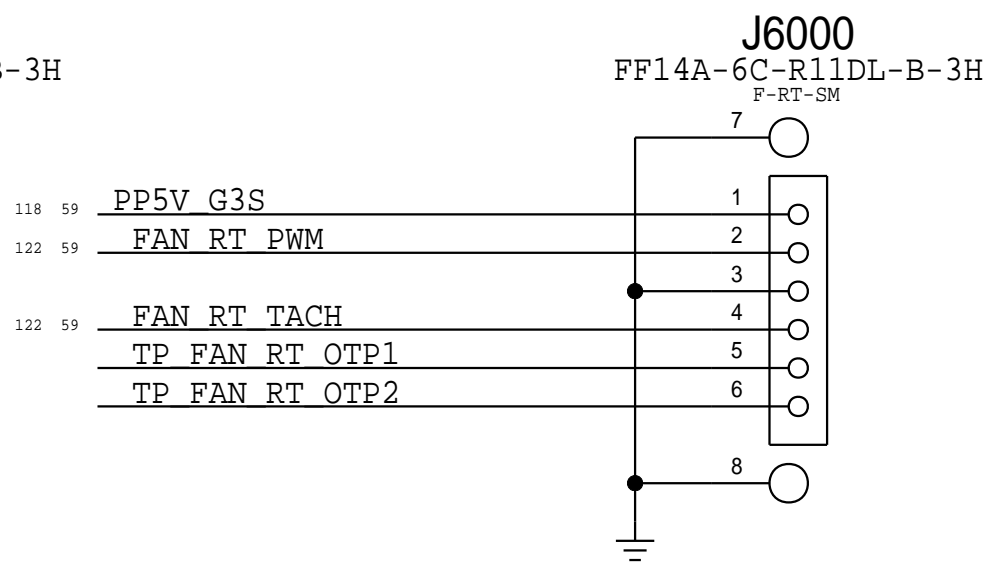 J6000
B-3H
FF14A-6C-R11DL-B-3H
F-RT-SM
7
118 59 PP5V_G3S 1
122 59 FAN_RT_PWM 2
3
122 59 FAN_RT_TACH 4
TP_FAN_RT_OTP1 5
TP_FAN_RT_OTP2 6
8